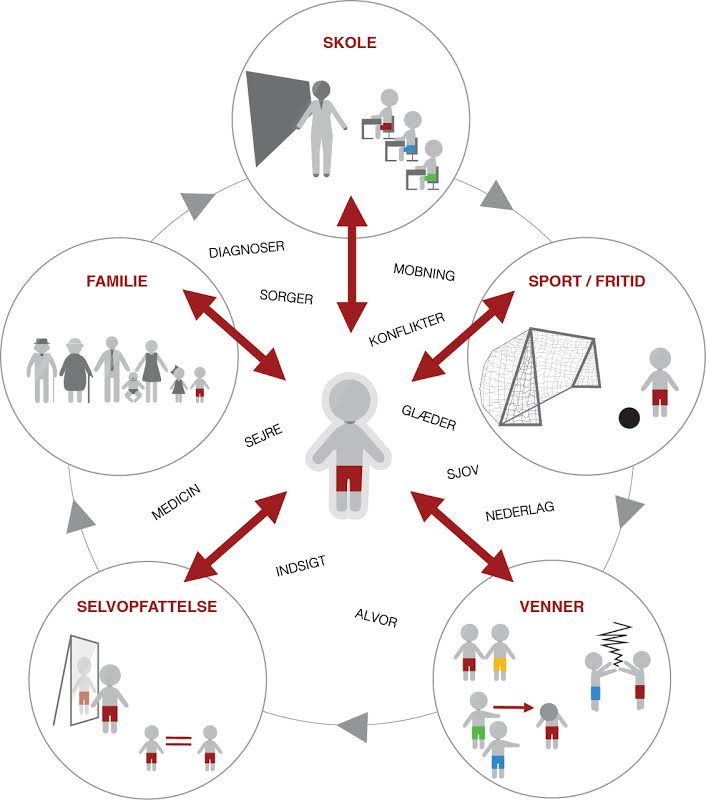 SKOLE
DIAGNOSER
MOBNING
FAMILIE
SPORT / FRITID
SORGER
KONFLIKTER
GLÆDER
SEJRE
SJOV
MEDICIN
NEDERLAG
INDSIGT
SELVOPFATTELSE
VENNER
ALVOR